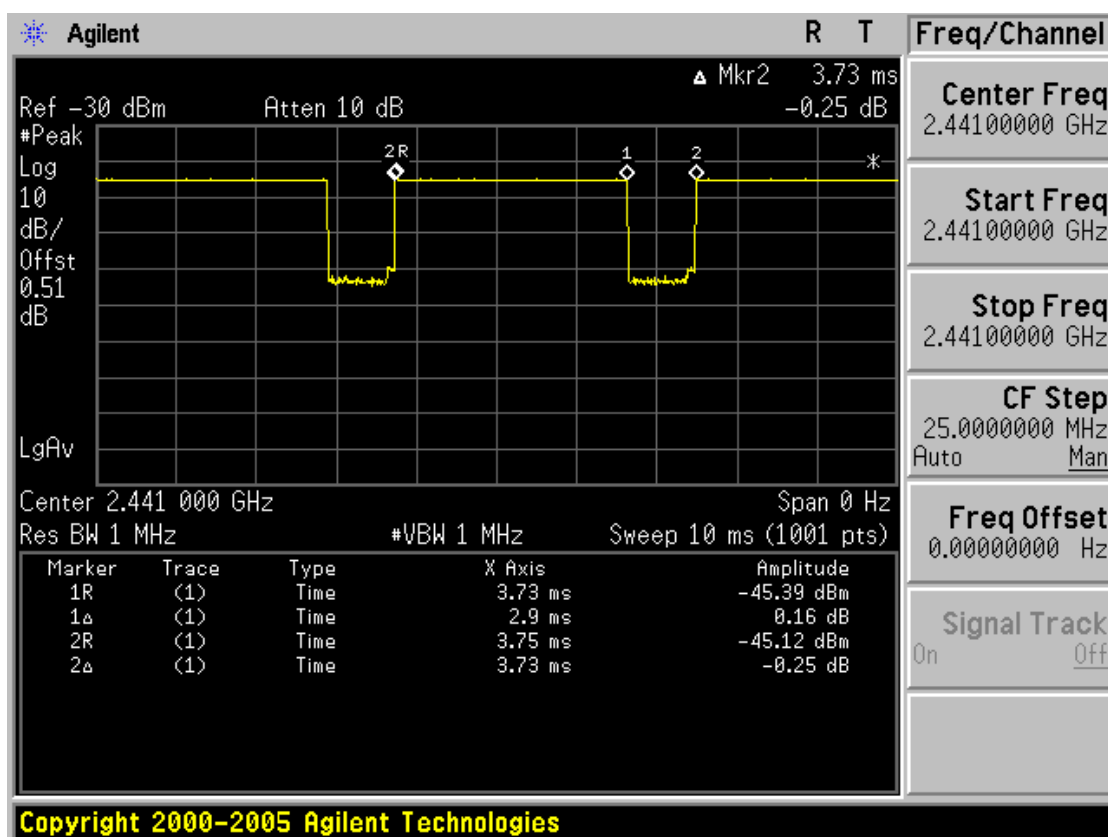 Agilent R T
Δ Mkr2 3.73 ms
Ref -30 dBm Atten 10 dB -0.25 dB
#Peak
Log
10
dB/
Offst
0.51
dB
2R 1 2 *
LgAv
Center 2.441 000 GHz Span 0 Hz
Res BW 1 MHz #VBW 1 MHz Sweep 10 ms (1001 pts)
Marker Trace Type X Axis Amplitude
1R (1) Time 3.73 ms -45.39 dBm
1Δ (1) Time 2.9 ms 0.16 dB
2R (1) Time 3.75 ms -45.12 dBm
2Δ (1) Time 3.73 ms -0.25 dB
Copyright 2000-2005 Agilent Technologies
Freq/Channel
Center Freq
2.44100000 GHz
Start Freq
2.44100000 GHz
Stop Freq
2.44100000 GHz
CF Step
25.0000000 MHz
Auto Man
Freq Offset
0.00000000 Hz
Signal Track
On Off